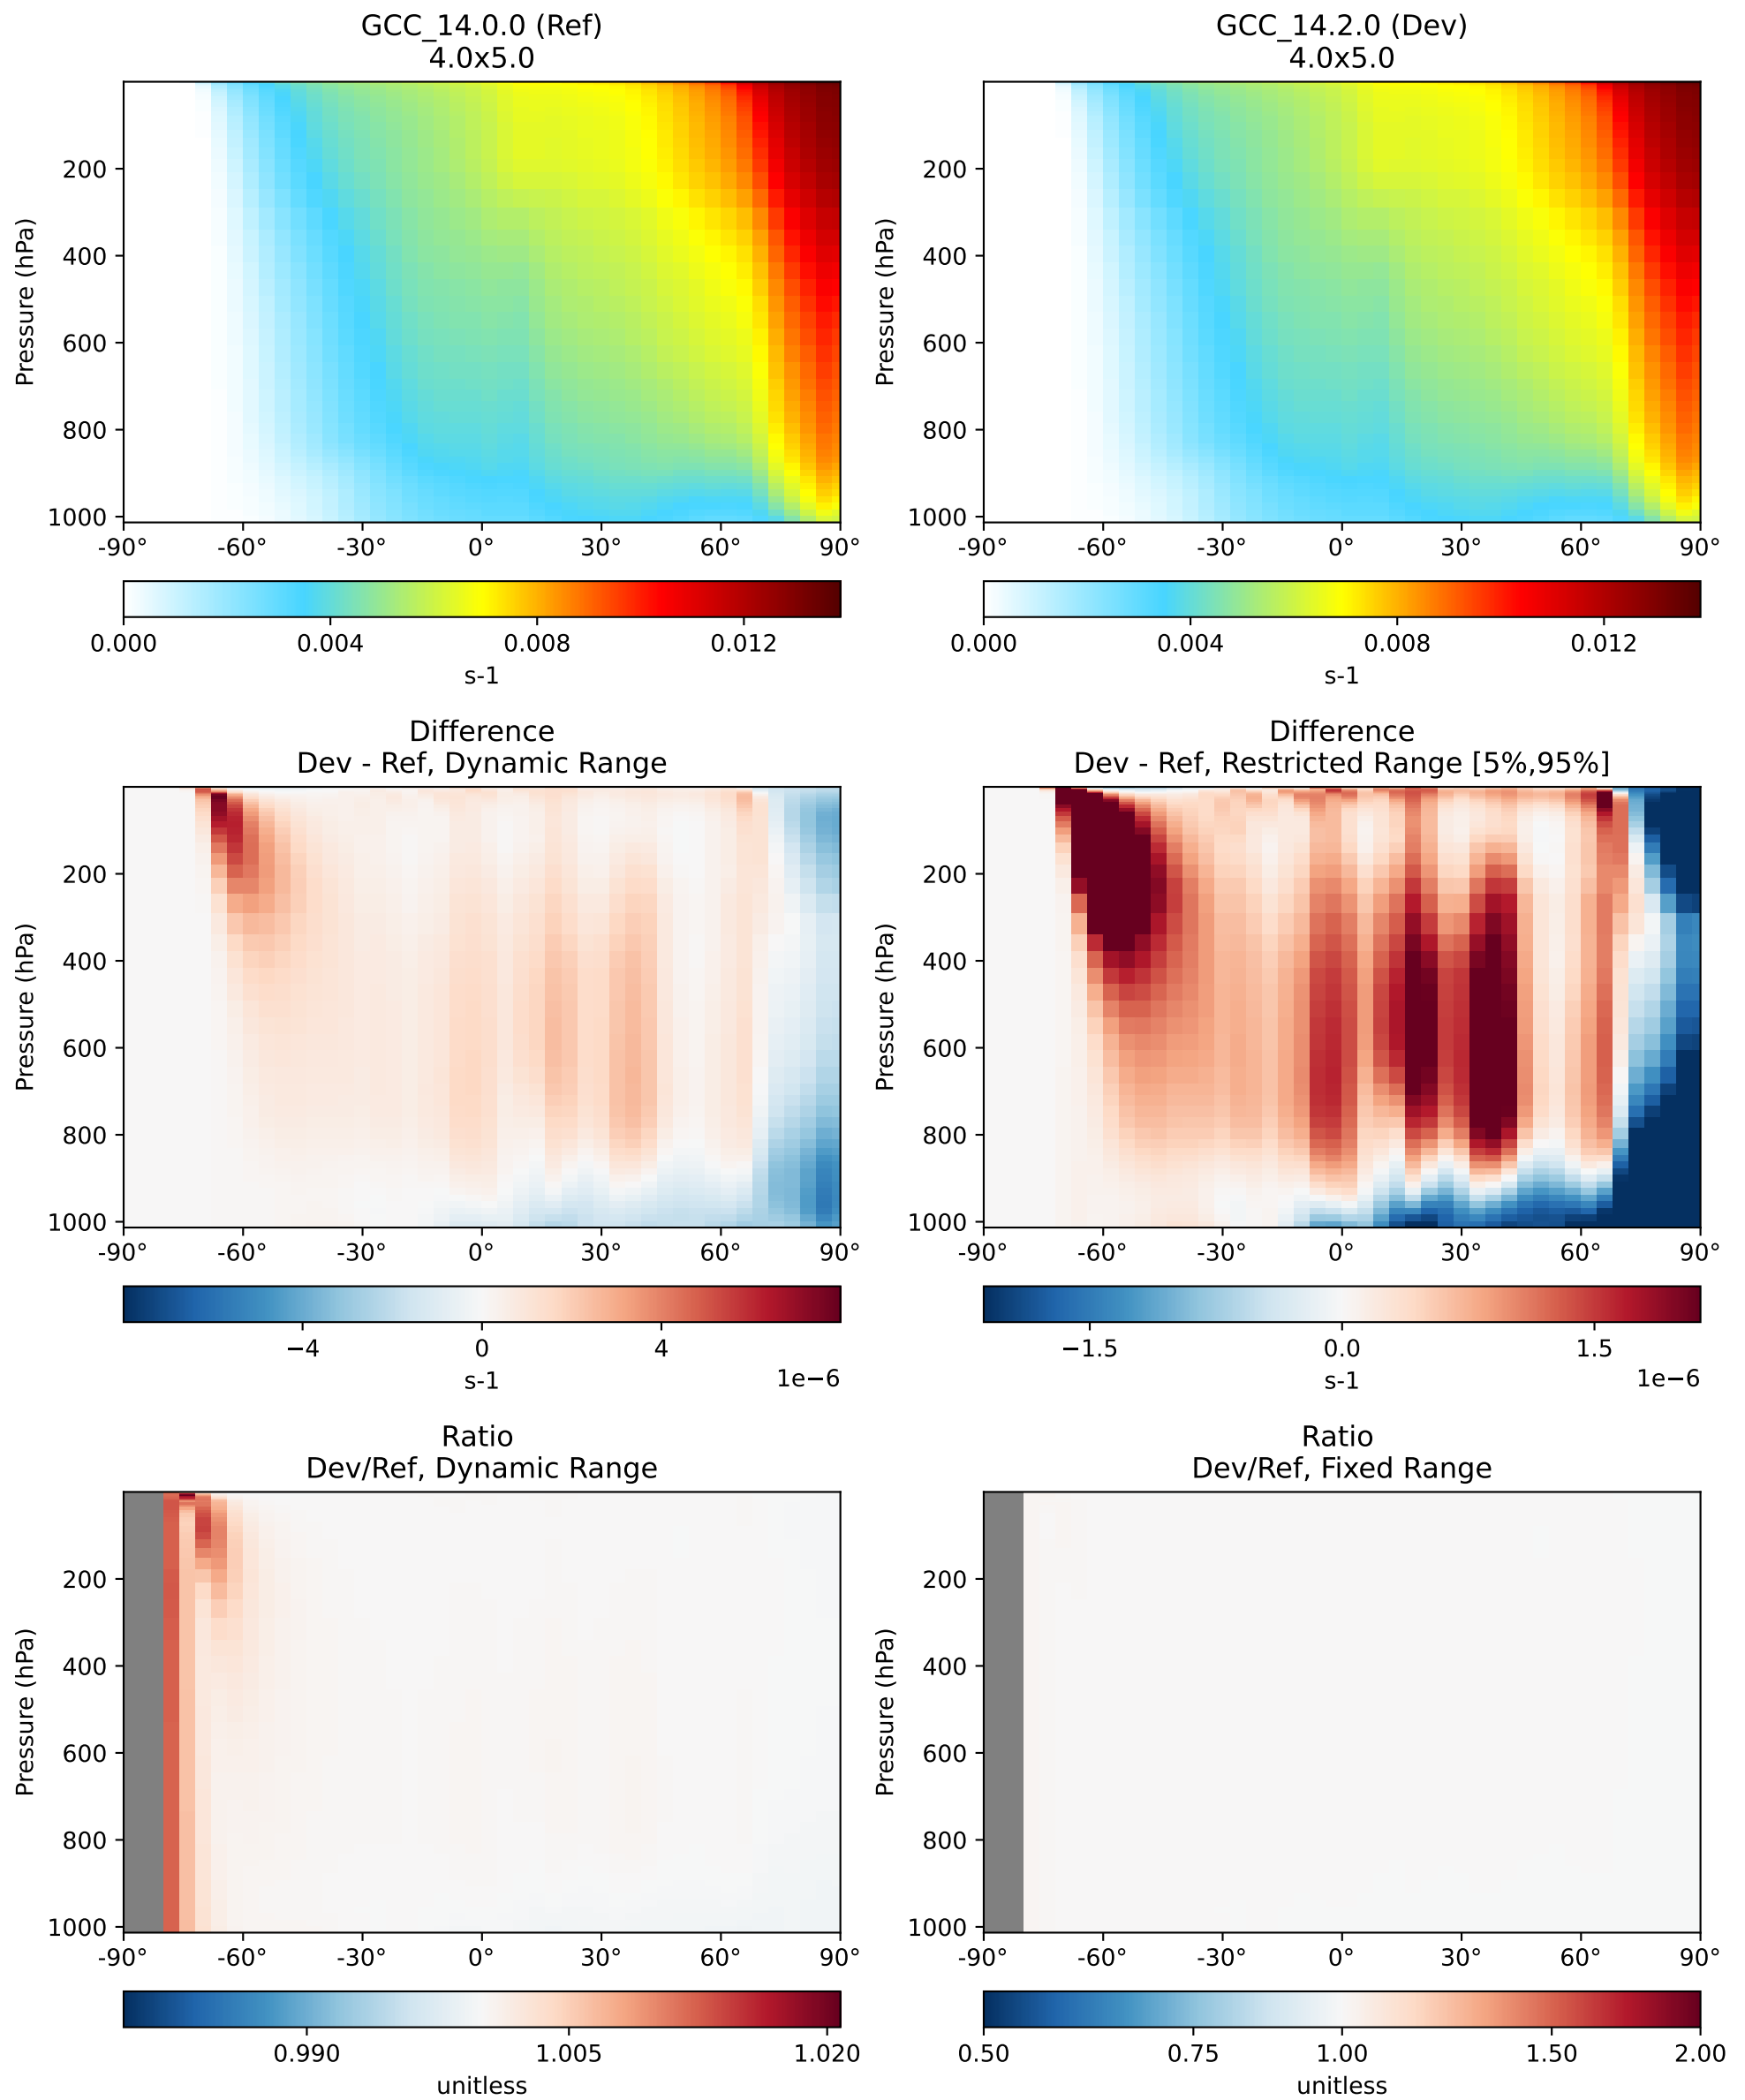 GCC_14.0.0 (Ref)
4.0x5.0
Pressure (hPa)
200
400
600
800
1000
-90° -60° -30° 0° 30° 60° 90°
0.000 0.004 0.008 0.012
s-1
GCC_14.2.0 (Dev)
4.0x5.0
Pressure (hPa)
200
400
600
800
1000
-90° -60° -30° 0° 30° 60° 90°
0.000 0.004 0.008 0.012
s-1
Difference
Dev - Ref, Dynamic Range
Pressure (hPa)
200
400
600
800
1000
-90° -60° -30° 0° 30° 60° 90°
−4 0 4
1e−6
s-1
Difference
Dev - Ref, Restricted Range [5%,95%]
Pressure (hPa)
200
400
600
800
1000
-90° -60° -30° 0° 30° 60° 90°
−1.5 0.0 1.5
1e−6
s-1
Ratio
Dev/Ref, Dynamic Range
Pressure (hPa)
200
400
600
800
1000
-90° -60° -30° 0° 30° 60° 90°
0.990 1.005 1.020
unitless
Ratio
Dev/Ref, Fixed Range
Pressure (hPa)
200
400
600
800
1000
-90° -60° -30° 0° 30° 60° 90°
0.50 0.75 1.00 1.50 2.00
unitless